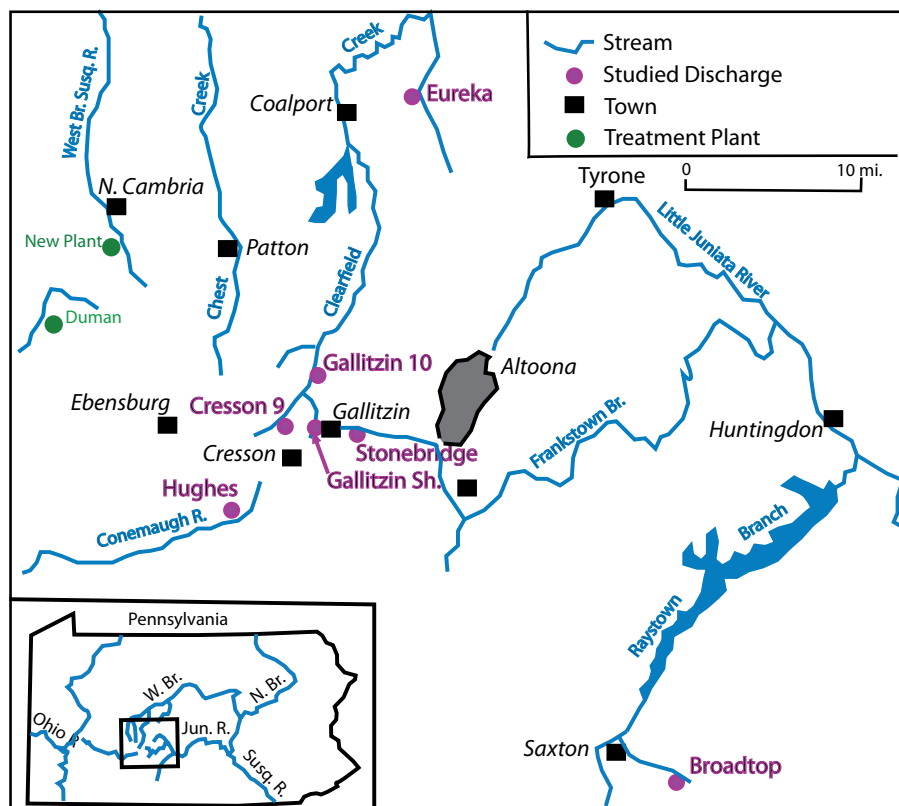 Stream
Studied Discharge
Town
Treatment Plant
0
10 mi.
West Br. Susq. R.
Creek
Creek
Eureka
Coalport
N. Cambria
New Plant
Patton
Tyrone
Little Juniata River
Chest
Clearfield
Duman
Gallitzin 10
Altoona
Ebensburg
Cresson 9
Gallitzin
Frankstown Br.
Huntingdon
Cresson
Stonebridge
Gallitzin Sh.
Hughes
Conemaugh R.
Branch
Raystown
Saxton
Broadtop
Pennsylvania
W. Br.
N. Br.
Ohio R
Jun. R.
Susq. R.